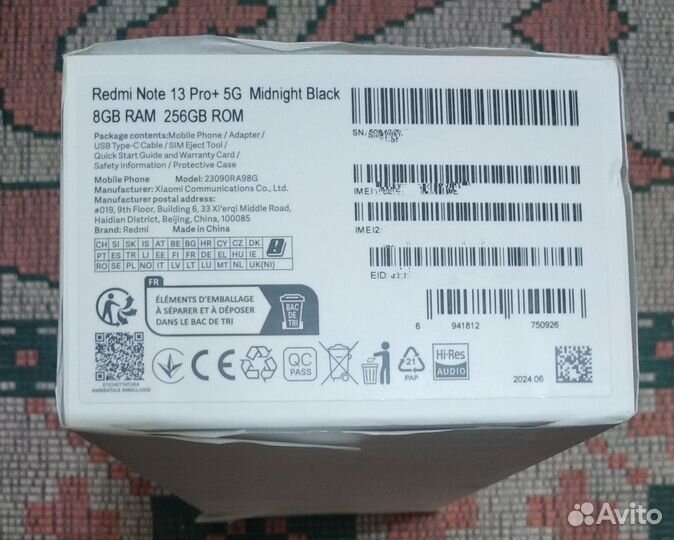 Redmi Note 13 Pro+ 5G Midnight Black
8GB RAM 256GB ROM
Package contents:Mobile Phone / Adapter /
USB Type-C Cable / SIM Eject Tool /
Quick Start Guide and Warranty Card /
Safety Information / Protective Case
Mobile Phone Model: 23090RA98G
Manufacturer: Xiaomi Communications Co., Ltd.
Manufacturer postal address:
#019, 9th Floor, Building 6, 33 Xi'erqi Middle Road,
Haidian District, Beijing, China, 100085
Brand: Redmi Made in China
CH SI SK IS AT BE BG HR CY CZ DK
PT ES TR LI EE FI FR DE EL HU IE
RO SE PL NO IT LV LT LU MT NL UK(NI)
SN:
IMEI
IMEI2:
EID:
FR
ÉLÉMENTS D'EMBALLAGE
À SÉPARER ET À DÉPOSER
DANS LE BAC DE TRI
BAC
DE
TRI
6 941812 750926
ETICHETTATURA
AMBIENTALE IMBALLAGGI
CE
QC
PASS
21
PAP
Hi-Res
AUDIO
2024.06
Avito